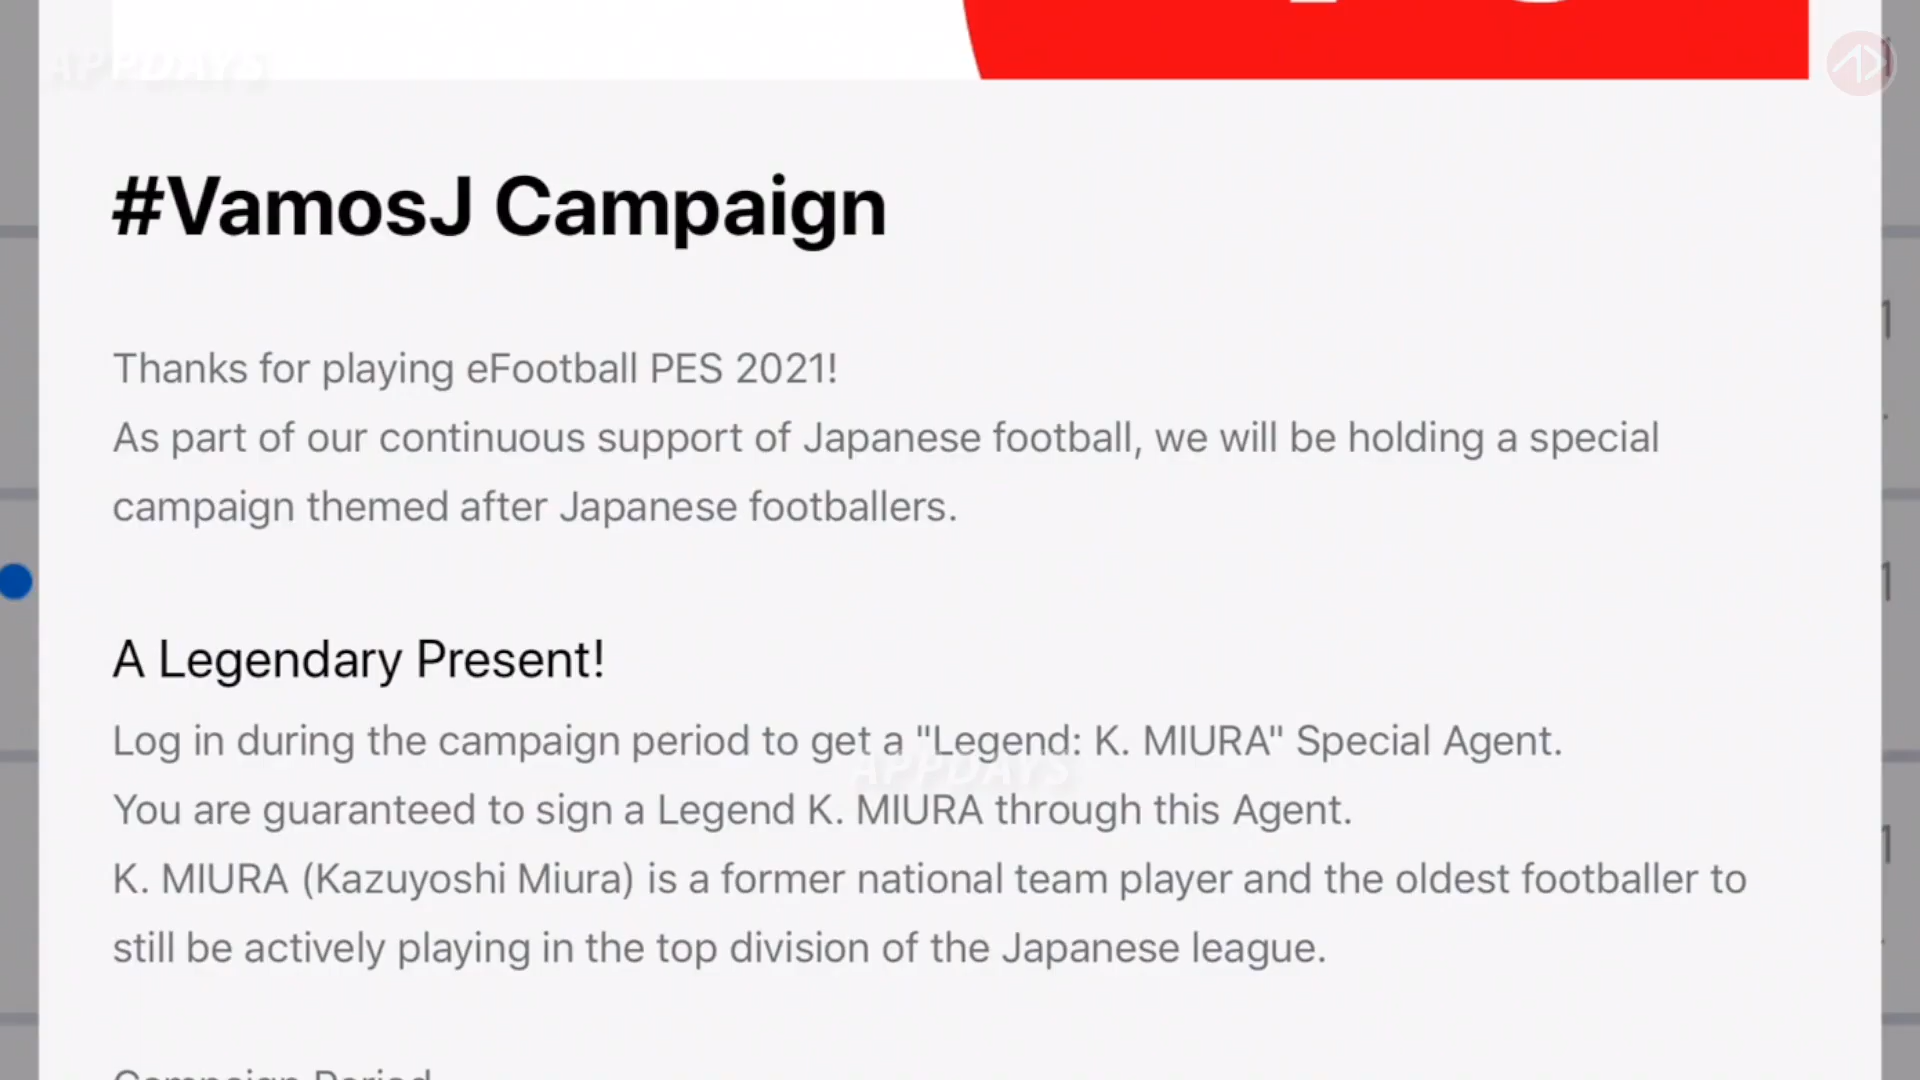 APPDAYS
#VamosJ Campaign
Thanks for playing eFootball PES 2021!
As part of our continuous support of Japanese football, we will be holding a special
campaign themed after Japanese footballers.
A Legendary Present!
Log in during the campaign period to get a "Legend: K. MIURA" Special Agent.
APPDAYS
You are guaranteed to sign a Legend K. MIURA through this Agent.
K. MIURA (Kazuyoshi Miura) is a former national team player and the oldest footballer to
still be actively playing in the top division of the Japanese league.
Campaign Period